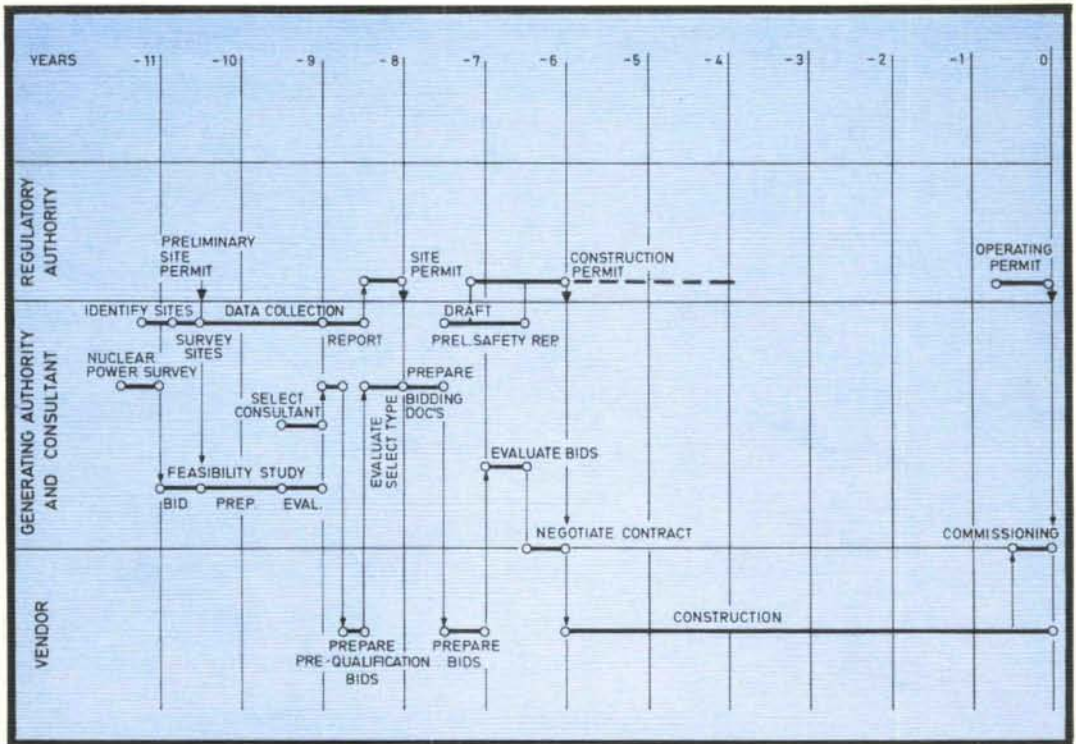 YEARS
-11 -10 -9 -8 -7 -6 -5 -4 -3 -2 -1 0
REGULATORY
AUTHORITY
PRELIMINARY
SITE
PERMIT
SITE
PERMIT
CONSTRUCTION
PERMIT
OPERATING
PERMIT
GENERATING AUTHORITY
AND CONSULTANT
IDENTIFY SITES
DATA COLLECTION
SURVEY
SITES
REPORT
DRAFT
PREL. SAFETY REP.
NUCLEAR
POWER SURVEY
SELECT
CONSULTANT
EVALUATE
SELECT TYPE
PREPARE
BIDDING
DOC'S
FEASIBILITY STUDY
BID PREP. EVAL.
EVALUATE BIDS
NEGOTIATE CONTRACT
COMMISSIONING
VENDOR
PREPARE
PRE-QUALIFICATION
BIDS
PREPARE
BIDS
CONSTRUCTION